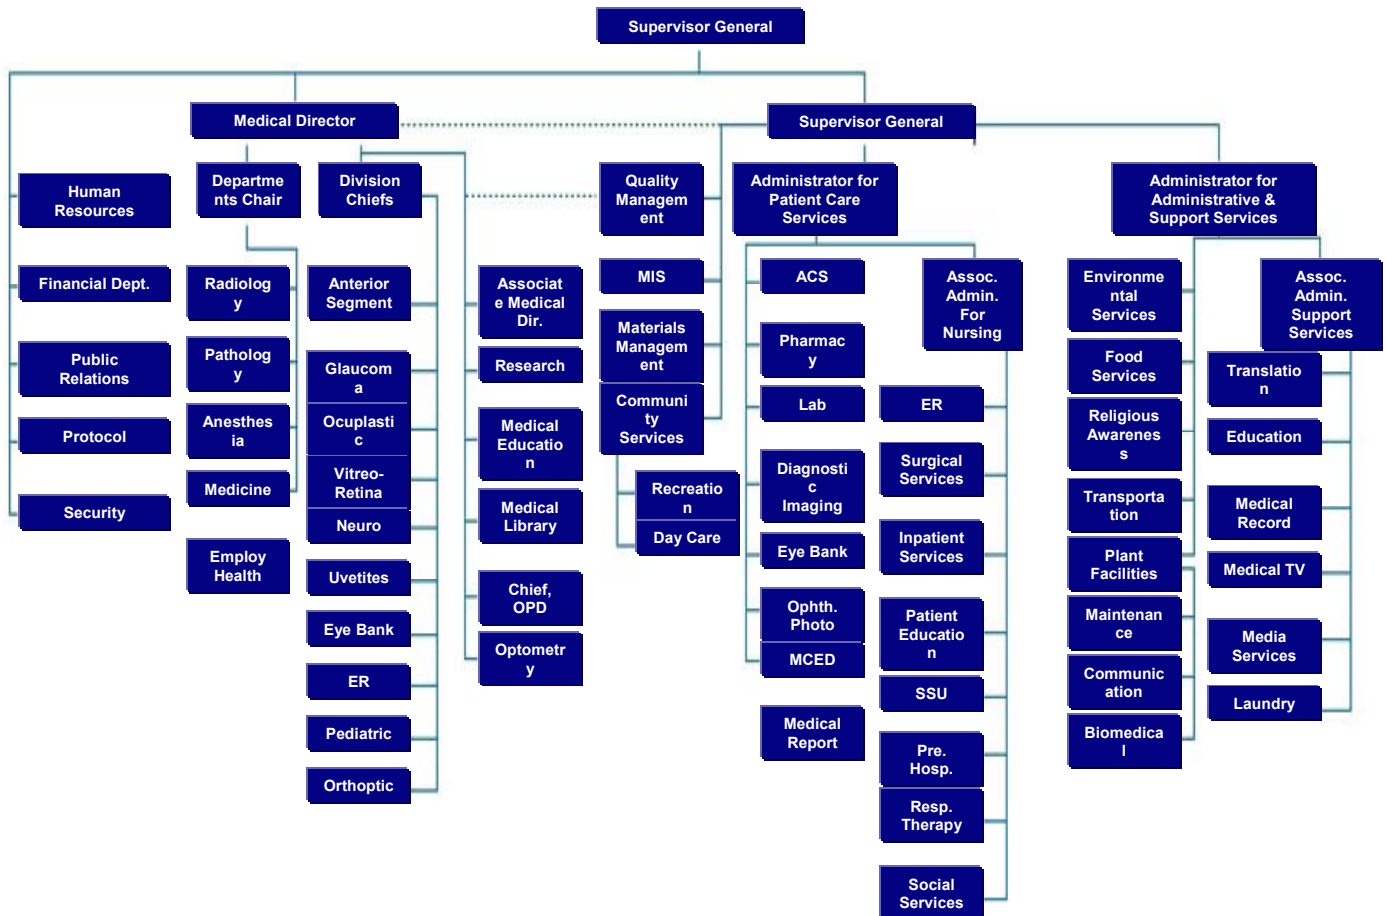 Supervisor General
Medical Director
Supervisor General
Human
Resources
Departme
nts Chair
Division
Chiefs
Quality
Managem
ent
Administrator for
Patient Care
Services
Administrator for
Administrative &
Support Services
Financial Dept.
Public
Relations
Protocol
Security
Radiolog
y
Patholog
y
Anesthes
ia
Medicine
Employ
Health
Anterior
Segment
Glaucom
a
Ocuplasti
c
Vitreo-
Retina
Neuro
Uvetites
Eye Bank
ER
Pediatric
Orthoptic
Associat
e Medical
Dir.
Research
Medical
Educatio
n
Medical
Library
Chief,
OPD
Optometr
y
MIS
Materials
Managem
ent
Communi
ty
Services
Recreatio
n
Day Care
ACS
Pharmac
y
Lab
Diagnosti
c
Imaging
Eye Bank
Ophth.
Photo
MCED
Medical
Report
Assoc.
Admin.
For
Nursing
ER
Surgical
Services
Inpatient
Services
Patient
Educatio
n
SSU
Pre.
Hosp.
Resp.
Therapy
Social
Services
Environme
ntal
Services
Food
Services
Religious
Awarenes
s
Transporta
tion
Plant
Facilities
Maintenan
ce
Communic
ation
Biomedica
l
Assoc.
Admin.
Support
Services
Translatio
n
Education
Medical
Record
Medical TV
Media
Services
Laundry